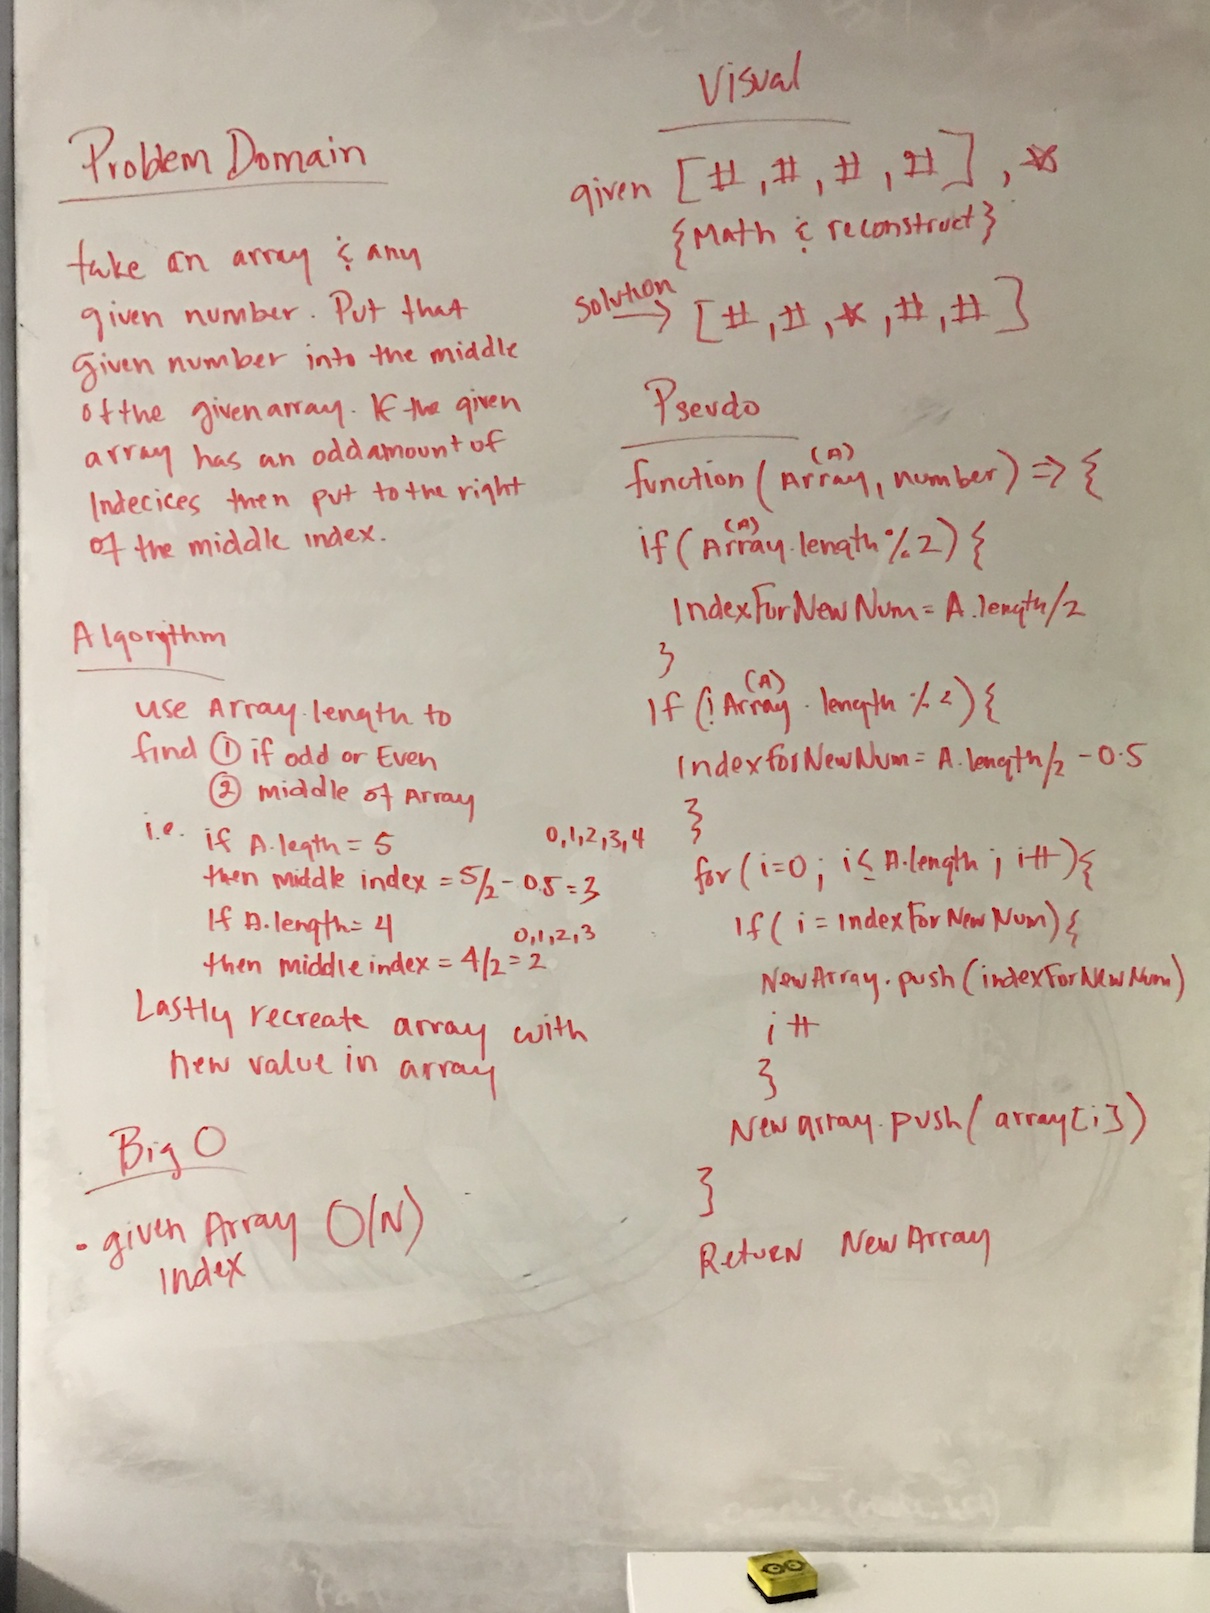 Problem Domain
take an array & any
given number. Put that
given number into the middle
of the given array. If the given
array has an odd amount of
Indecices then put to the right
of the middle index.
Algorythm
use Array.length to
find ① if odd or Even
② middle of Array
i.e. if A.legth = 5
0,1,2,3,4
then middle index = 5/2 - 0.5 = 3
If A.length = 4
0,1,2,3
then middle index = 4/2 = 2
Lastly recreate array with
new value in array
Big O
• given Array O(N)
Index
Visual
given [#,#,#,#],*
{Math & reconstruct}
solution → [#,#,*,#,#]
Pseudo
(A)
function (Array, number) => {
(A)
if (Array.length % 2) {
IndexForNewNum = A.length/2
}
(A)
If (! Array.length % 2) {
IndexforNewNum = A.length/2 - 0.5
}
for (i=0; i≤A.length; i++){
If (i = indexForNewNum) {
NewArray.push(indexForNewNum)
i++
}
New array.push(array[i])
}
Return NewArray